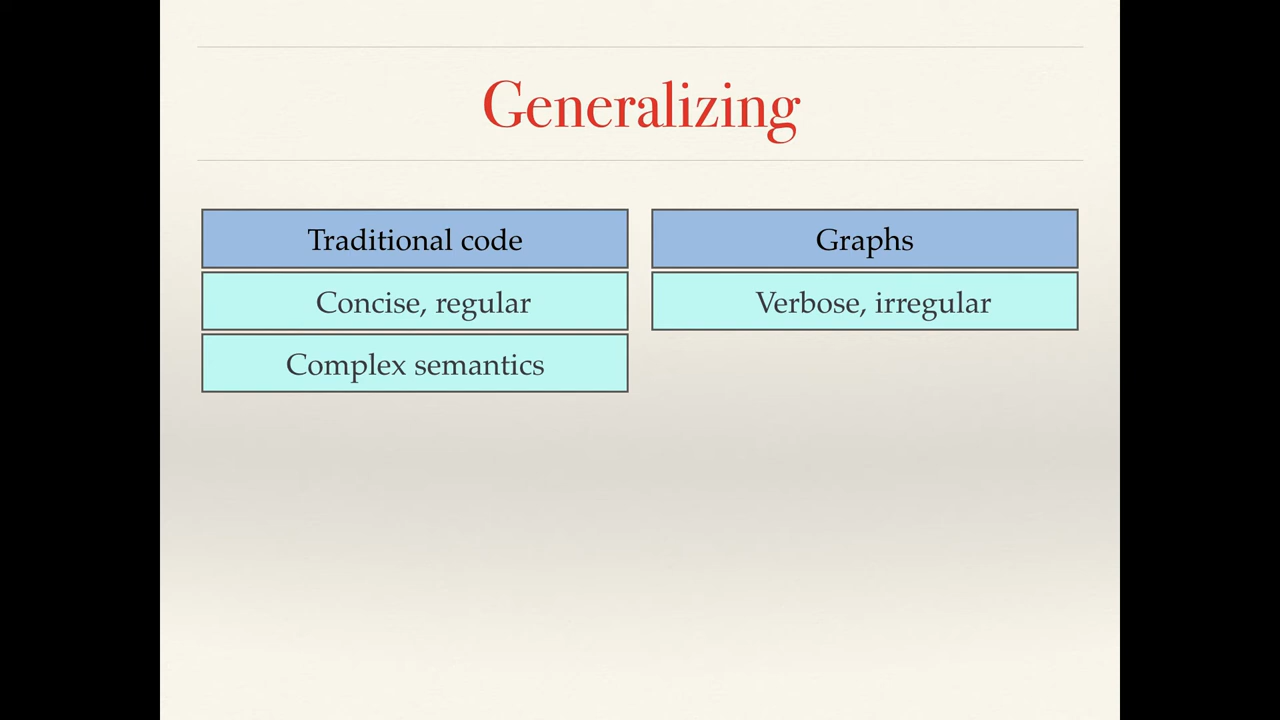 Generalizing
Traditional code
Graphs
Concise, regular
Verbose, irregular
Complex semantics